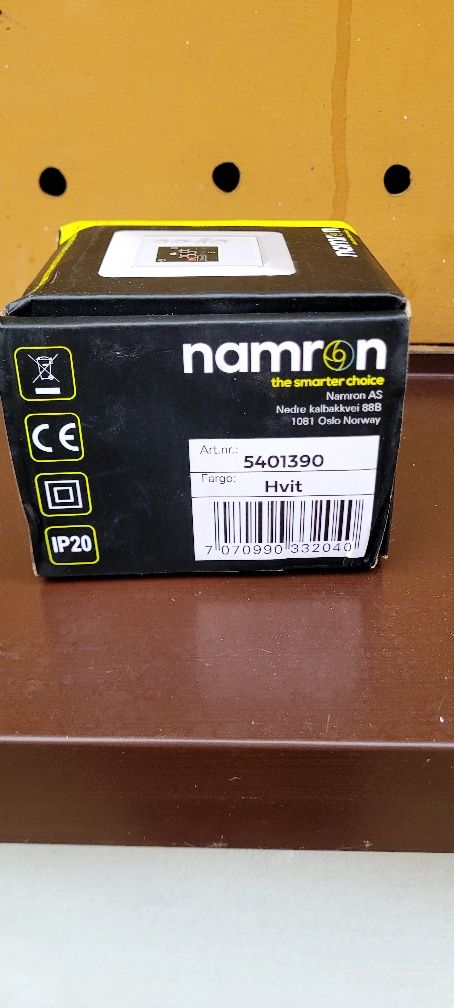 namron
namron
the smarter choice
Namron AS
Nedre kalbakkvei 88B
1081 Oslo Norway
Art.nr.: 5401390
Farge: Hvit
7 070990 332040
CE
IP20